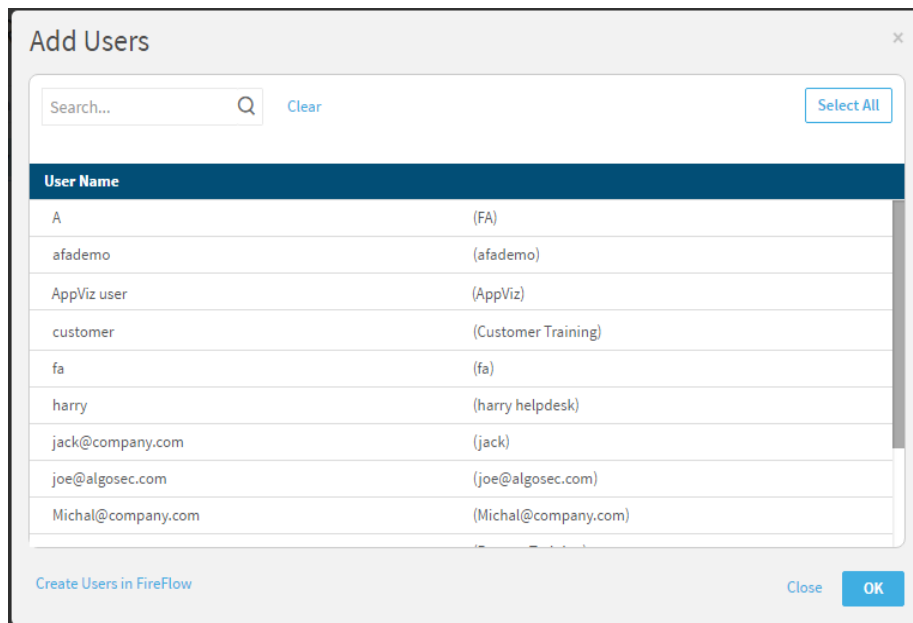 Add Users
×
Search... Clear Select All
User Name
A (FA)
afademo (afademo)
AppViz user (AppViz)
customer (Customer Training)
fa (fa)
harry (harry helpdesk)
jack@company.com (jack)
joe@algosec.com (joe@algosec.com)
Michal@company.com (Michal@company.com)
Create Users in FireFlow Close OK